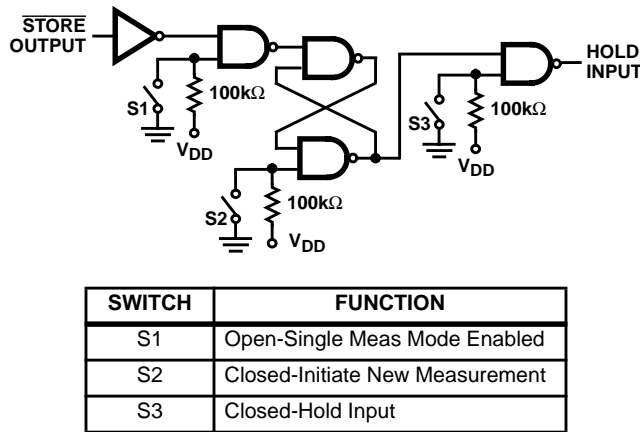 STORE
OUTPUT
HOLD
INPUT
S1
100kΩ
VDD
S3
100kΩ
VDD
S2
100kΩ
VDD
SWITCH FUNCTION
S1 Open-Single Meas Mode Enabled
S2 Closed-Initiate New Measurement
S3 Closed-Hold Input